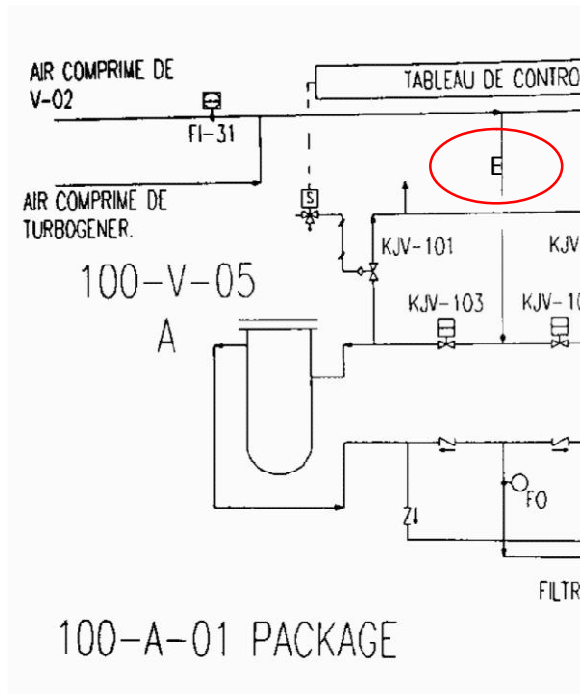 AIR COMPRIME DE
V-02
TABLEAU DE CONTRO
FI-31
E
AIR COMPRIME DE
TURBOGENER.
S
KJV-101
KJV
100-V-05
A
KJV-103
KJV-10
FO
FILTR
100-A-01 PACKAGE